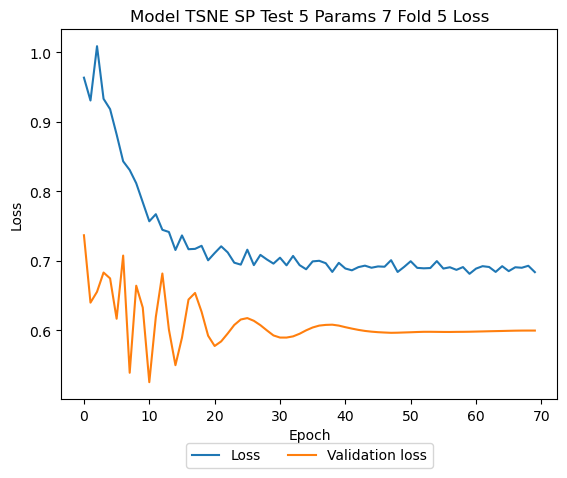 Model TSNE SP Test 5 Params 7 Fold 5 Loss
1.0
0.9
0.8
0.7
0.6
Loss
0 10 20 30 40 50 60 70
Epoch
Loss Validation loss